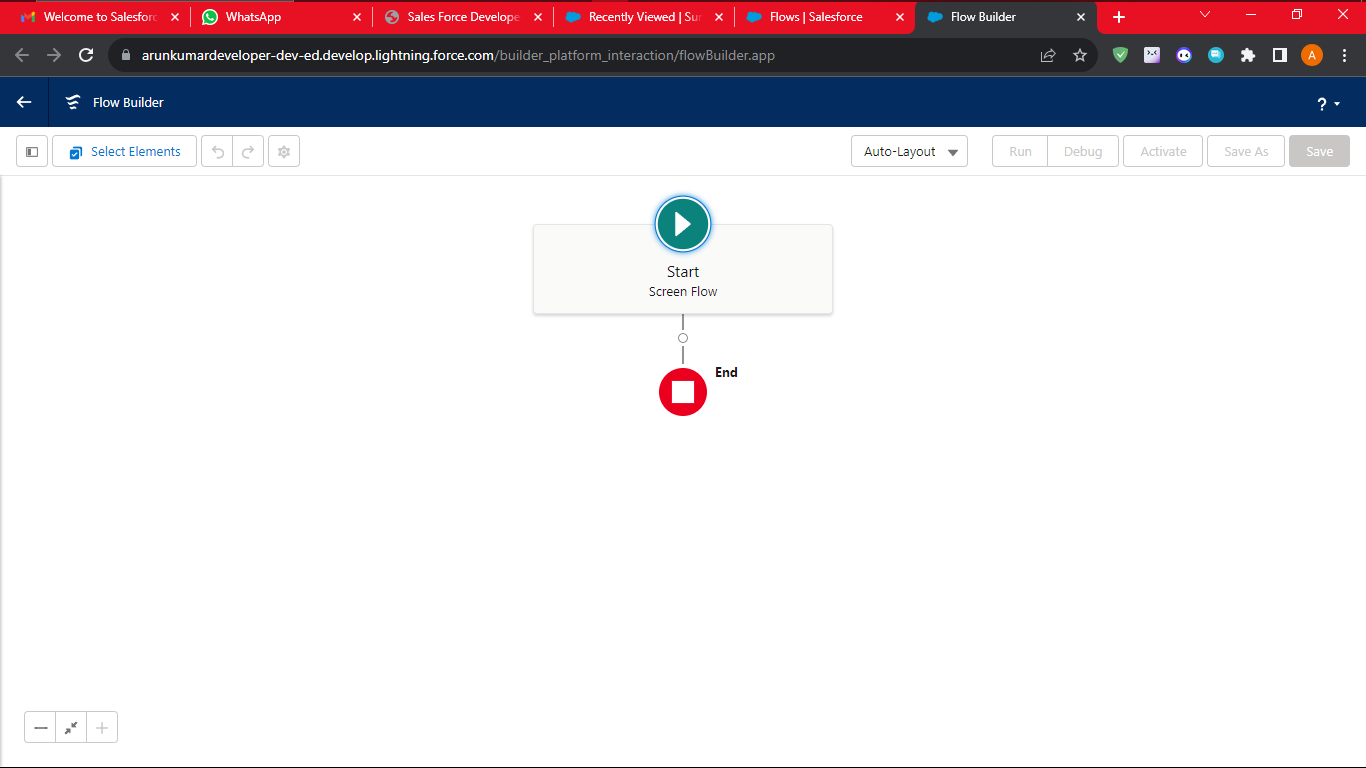 Welcome to Salesforc
WhatsApp
Sales Force Develope
Recently Viewed | Sur
Flows | Salesforce
Flow Builder
arunkumardeveloper-dev-ed.develop.lightning.force.com/builder_platform_interaction/flowBuilder.app
A
Flow Builder
?
Select Elements
Auto-Layout
Run
Debug
Activate
Save As
Save
Start
Screen Flow
End